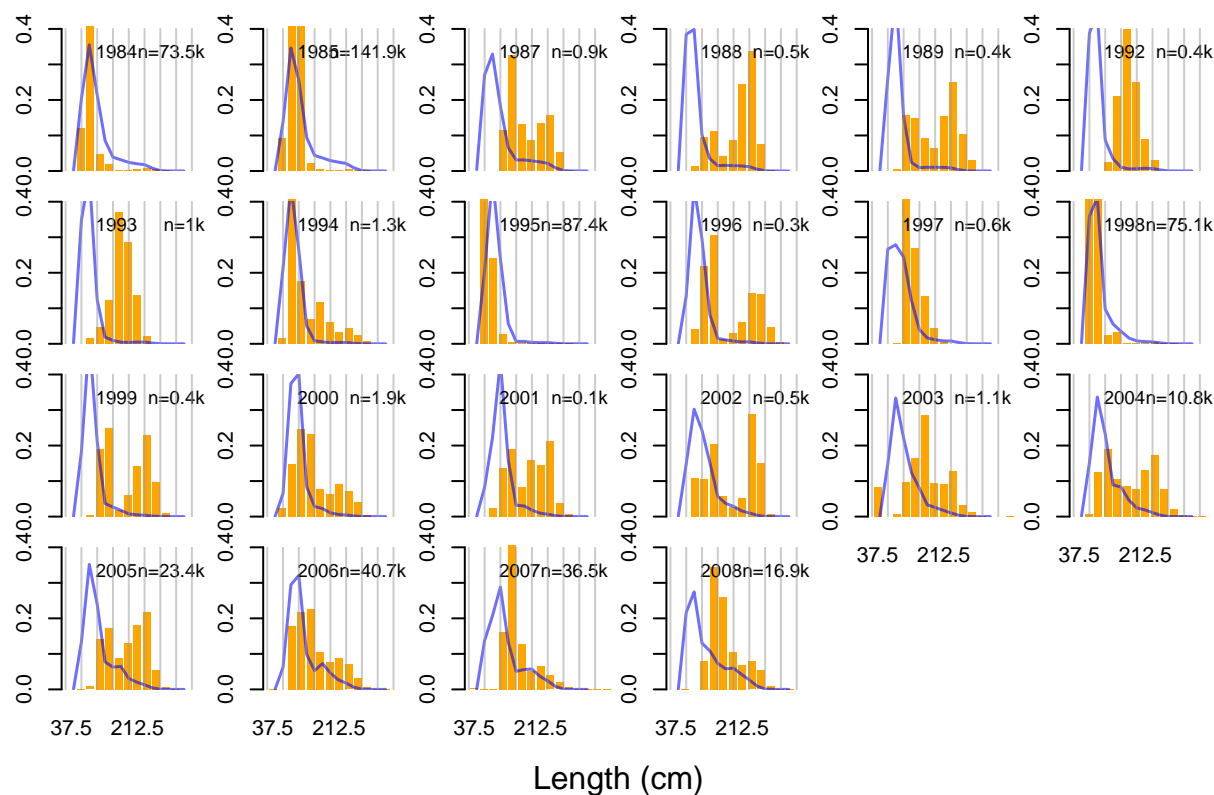 0.0 0.2 0.4 1984n=73.5k 1985n=141.9k 1987 n=0.9k 1988 n=0.5k 1989 n=0.4k 1992 n=0.4k
0.0 0.2 0.4 1993 n=1k 1994 n=1.3k 1995n=87.4k 1996 n=0.3k 1997 n=0.6k 1998n=75.1k
0.0 0.2 0.4 1999 n=0.4k 2000 n=1.9k 2001 n=0.1k 2002 n=0.5k 2003 n=1.1k 2004n=10.8k
0.0 0.2 0.4 2005n=23.4k 2006n=40.7k 2007n=36.5k 2008n=16.9k
37.5 212.5 37.5 212.5
37.5 212.5 37.5 212.5 37.5 212.5 37.5 212.5
Length (cm)